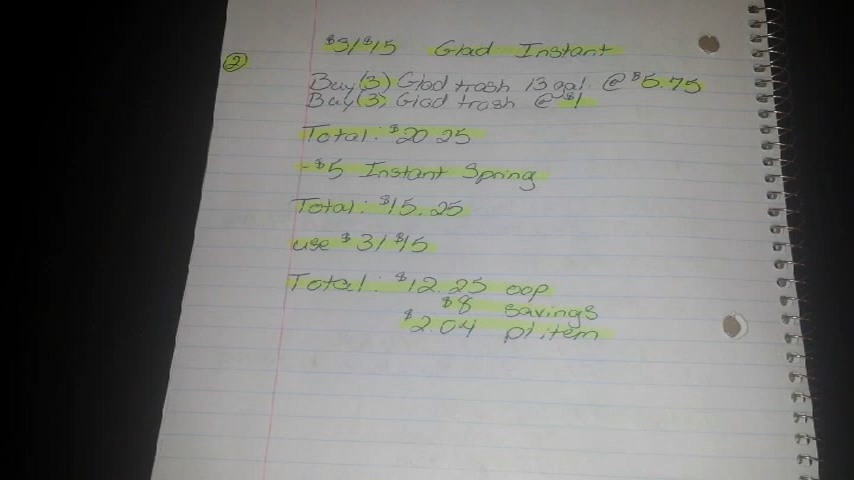 $3/$15 Glad Instant
(2)
Buy (3) Glad trash 13 gal. @ $5.75
Buy (3) Glad trash @ $1
Total: $20.25
-$5 Instant Spring
Total: $15.25
use $3/$15
Total: $12.25 oop
$8 savings
$2.04 p/item